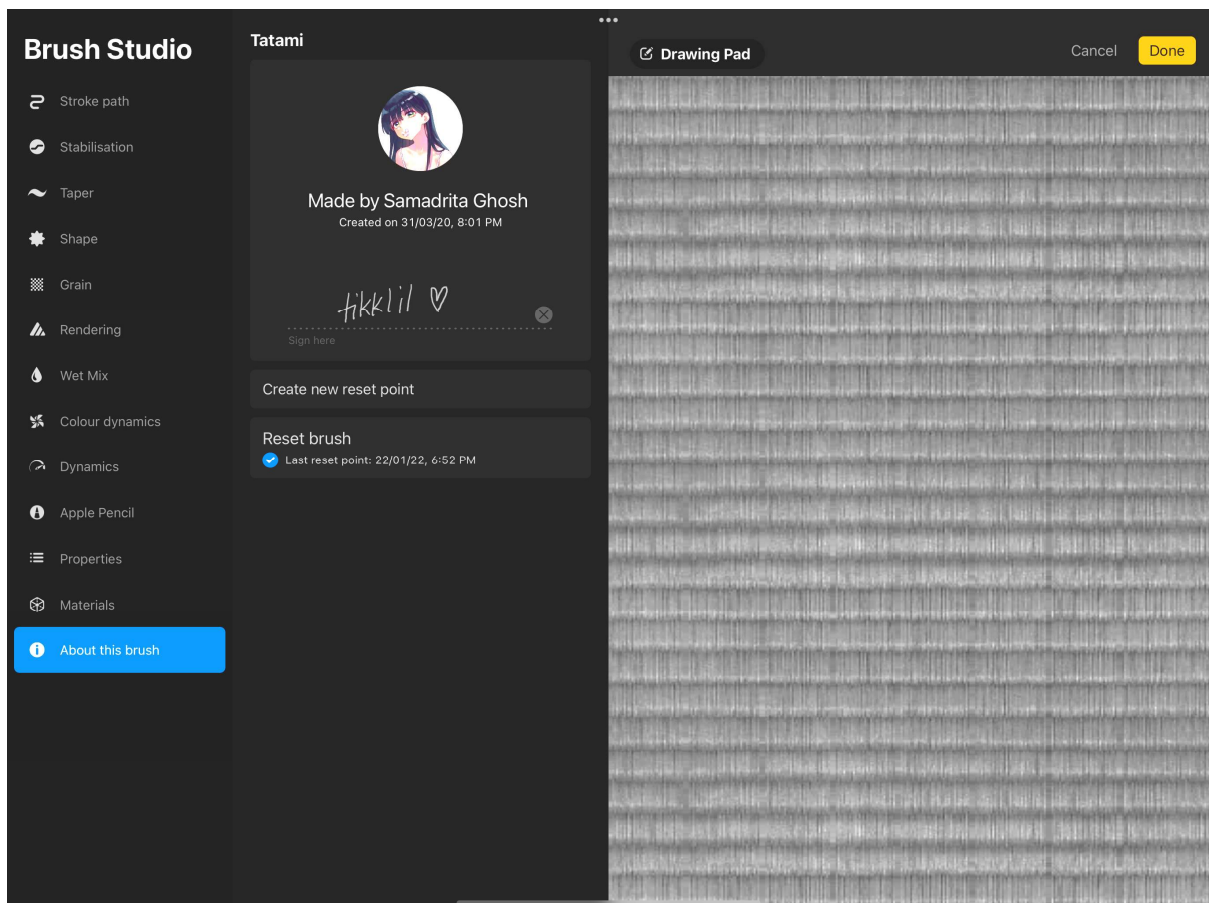 Brush Studio
Stroke path
Stabilisation
Taper
Shape
Grain
Rendering
Wet Mix
Colour dynamics
Dynamics
Apple Pencil
Properties
Materials
About this brush
Tatami
Made by Samadrita Ghosh
Created on 31/03/20, 8:01 PM
tikklil ♡
Sign here
Create new reset point
Reset brush
Last reset point: 22/01/22, 6:52 PM
Drawing Pad
Cancel
Done